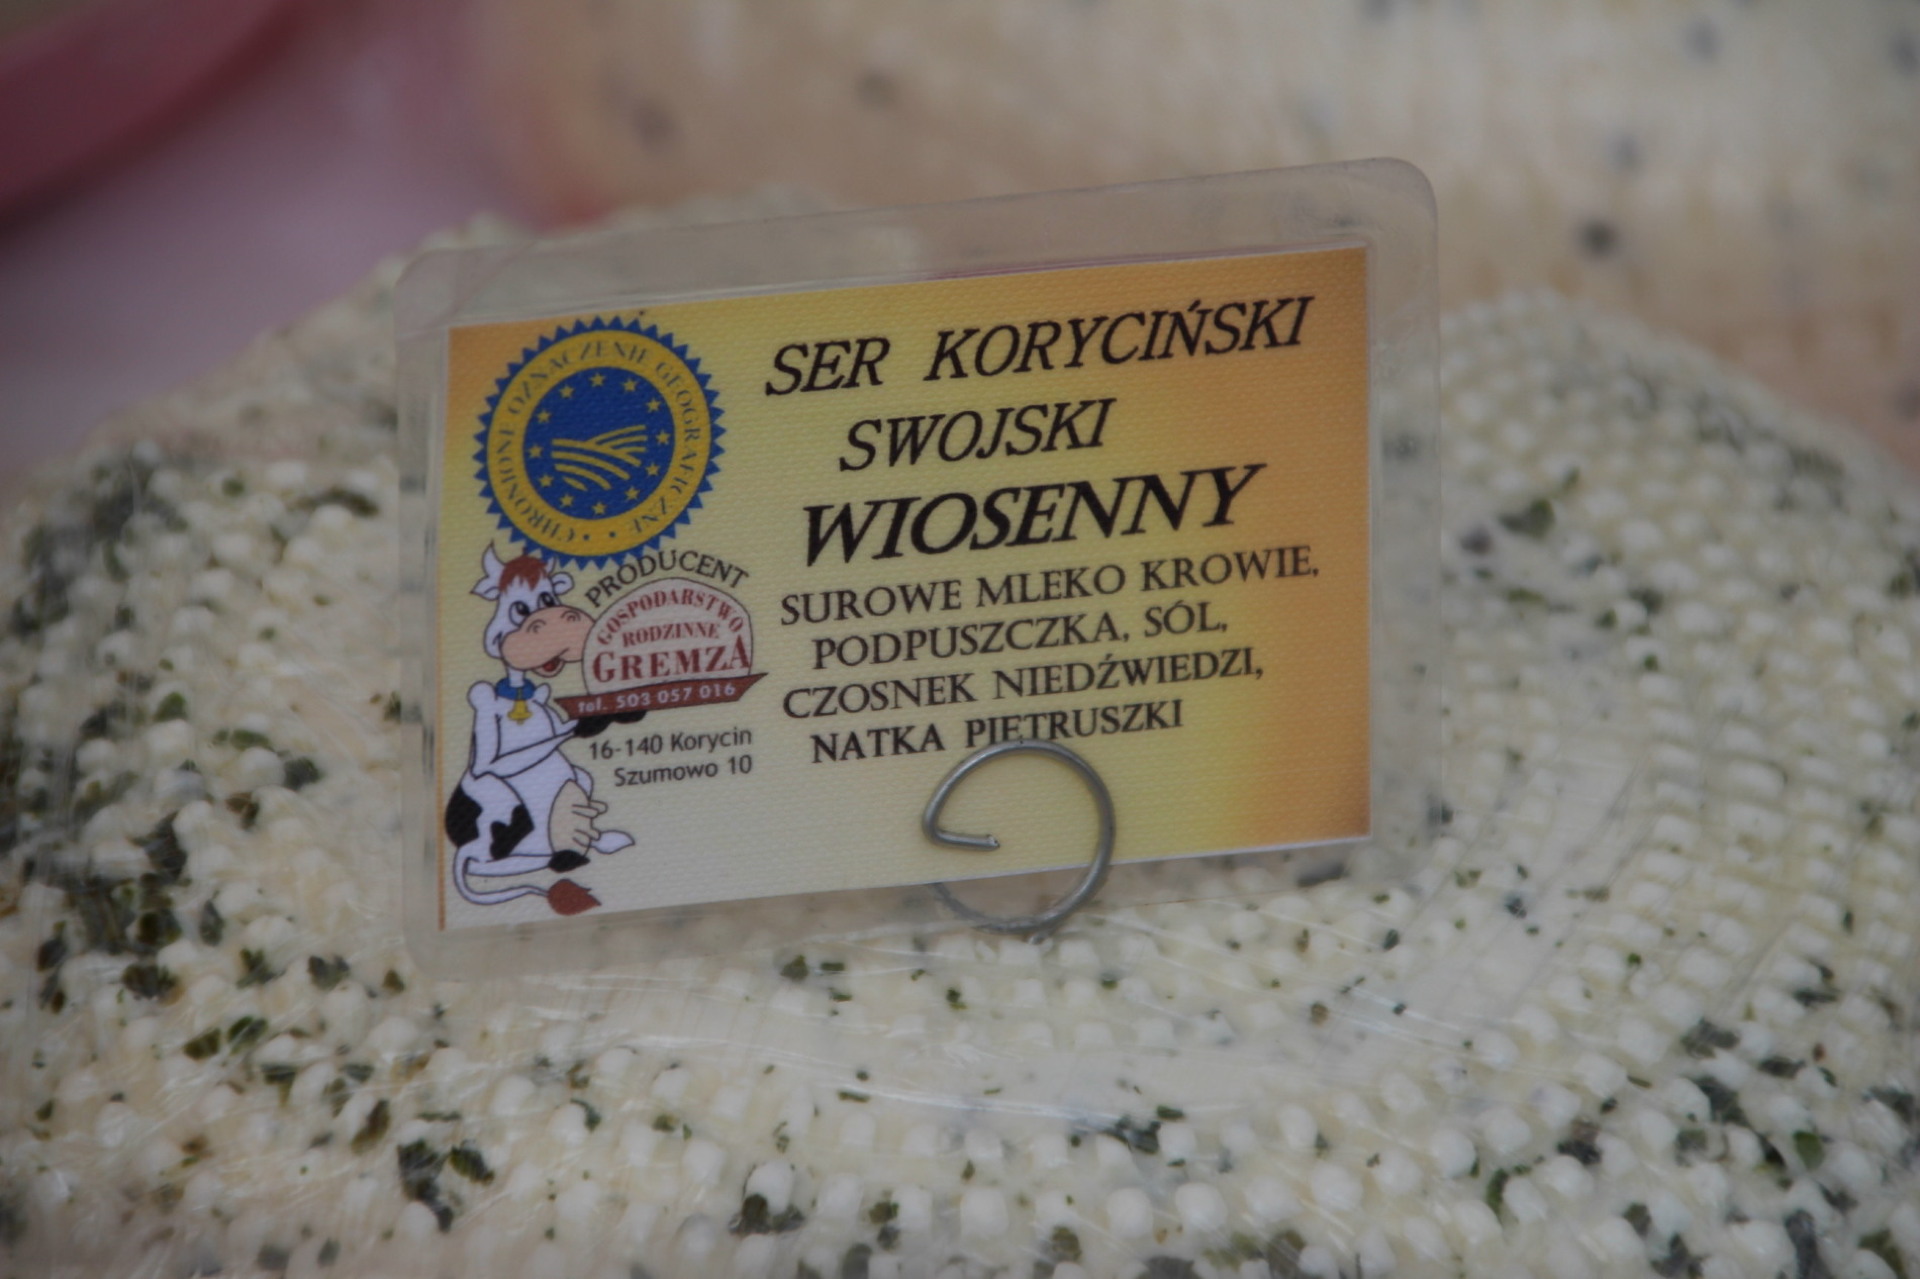 CHRONIONE OZNACZENIE GEOGRAFICZNE
SER KORYCIŃSKI
SWOJSKI
WIOSENNY
SUROWE MLEKO KROWIE,
PODPUSZCZKA, SÓL,
CZOSNEK NIEDŹWIEDZI,
NATKA PIETRUSZKI
PRODUCENT
GOSPODARSTWO
RODZINNE
GREMZA
tel. 503 057 016
16-140 Korycin
Szumowo 10